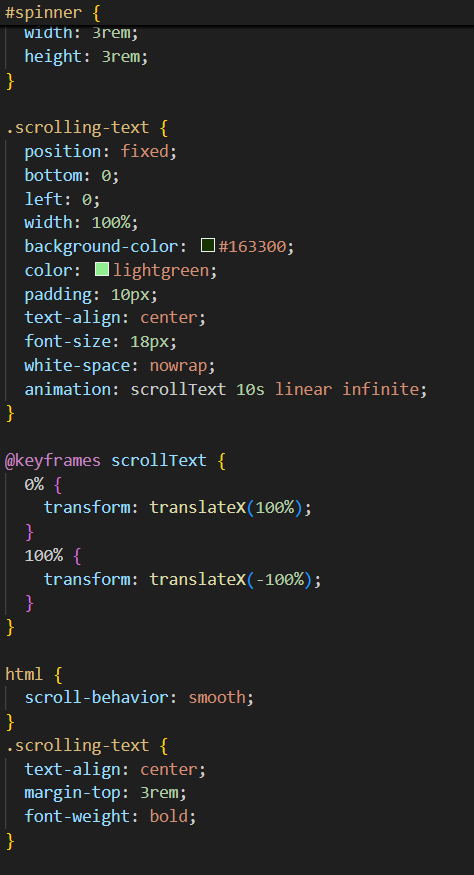 #spinner {
width: 3rem;
height: 3rem;
}
.scrolling-text {
position: fixed;
bottom: 0;
left: 0;
width: 100%;
background-color: #163300;
color: lightgreen;
padding: 10px;
text-align: center;
font-size: 18px;
white-space: nowrap;
animation: scrollText 10s linear infinite;
}
@keyframes scrollText {
0% {
transform: translateX(100%);
}
100% {
transform: translateX(-100%);
}
}
html {
scroll-behavior: smooth;
}
.scrolling-text {
text-align: center;
margin-top: 3rem;
font-weight: bold;
}